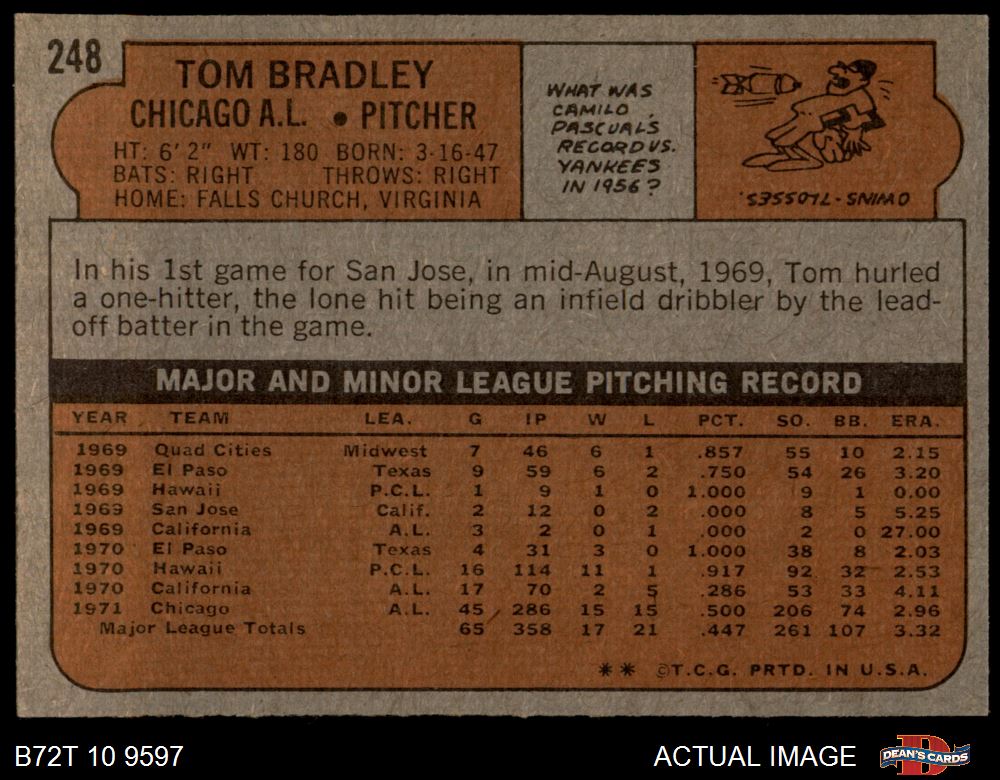 248
TOM BRADLEY
CHICAGO A.L. • PITCHER
HT: 6' 2" WT: 180 BORN: 3-16-47
BATS: RIGHT THROWS: RIGHT
HOME: FALLS CHURCH, VIRGINIA
WHAT WAS
CAMILO
PASCUALS
RECORD VS.
YANKEES
IN 1956?
OWINS-7LOSSES.
In his 1st game for San Jose, in mid-August, 1969, Tom hurled
a one-hitter, the lone hit being an infield dribbler by the lead-
off batter in the game.
MAJOR AND MINOR LEAGUE PITCHING RECORD
YEAR TEAM LEA. G IP W L PCT. SO. BB. ERA.
1969 Quad Cities Midwest 7 46 6 1 .857 55 10 2.15
1969 El Paso Texas 9 59 6 2 .750 54 26 3.20
1969 Hawaii P.C.L. 1 9 1 0 1.000 9 1 0.00
1969 San Jose Calif. 2 12 0 2 .000 8 5 5.25
1969 California A.L. 3 2 0 1 .000 2 0 27.00
1970 El Paso Texas 4 31 3 0 1.000 38 8 2.03
1970 Hawaii P.C.L. 16 114 11 1 .917 92 32 2.53
1970 California A.L. 17 70 2 5 .286 53 33 4.11
1971 Chicago A.L. 45 286 15 15 .500 206 74 2.96
Major League Totals 65 358 17 21 .447 261 107 3.32
** ©T.C.G. PRTD. IN U.S.A.
B72T 10 9597 ACTUAL IMAGE
DEAN'S CARDS